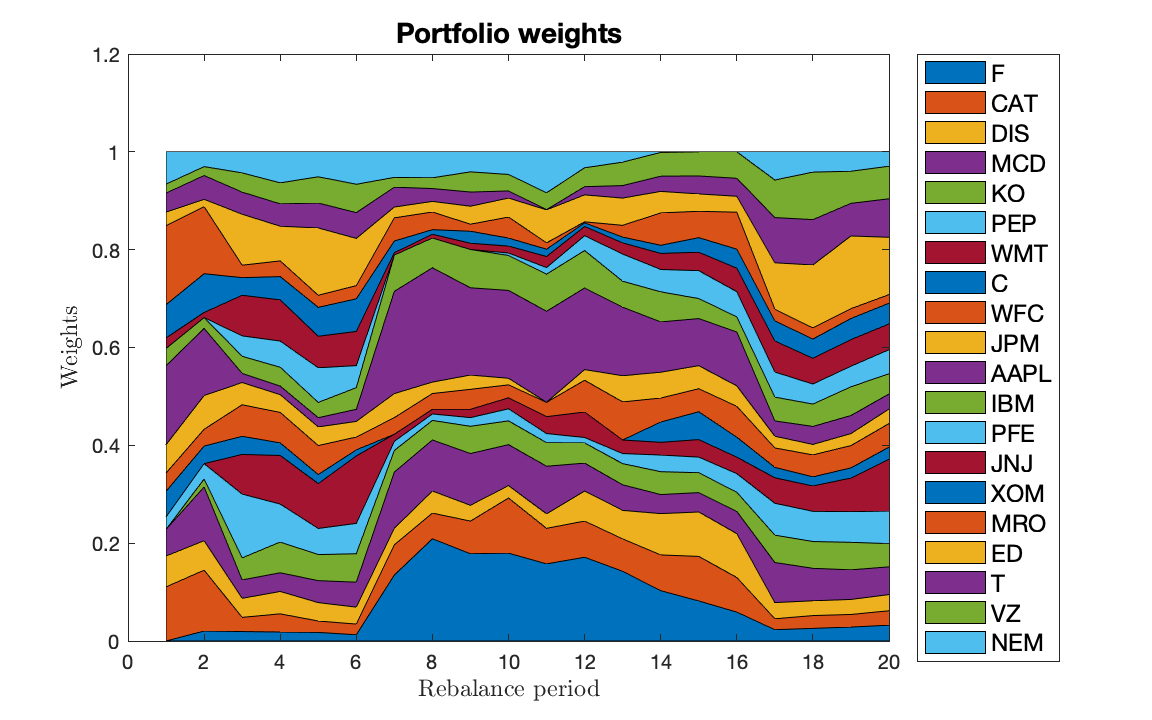 Portfolio weights
1.2
1
0.8
0.6
0.4
0.2
0
Weights
0 2 4 6 8 10 12 14 16 18 20
Rebalance period
F
CAT
DIS
MCD
KO
PEP
WMT
C
WFC
JPM
AAPL
IBM
PFE
JNJ
XOM
MRO
ED
T
VZ
NEM